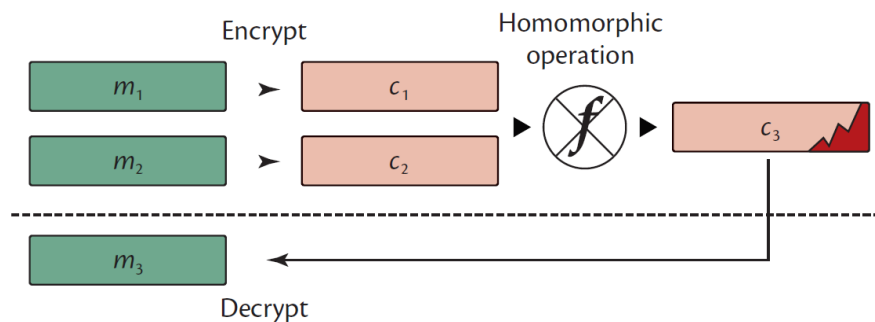 Encrypt
Homomorphic
operation
m₁
c₁
f
c₃
m₂
c₂
m₃
Decrypt